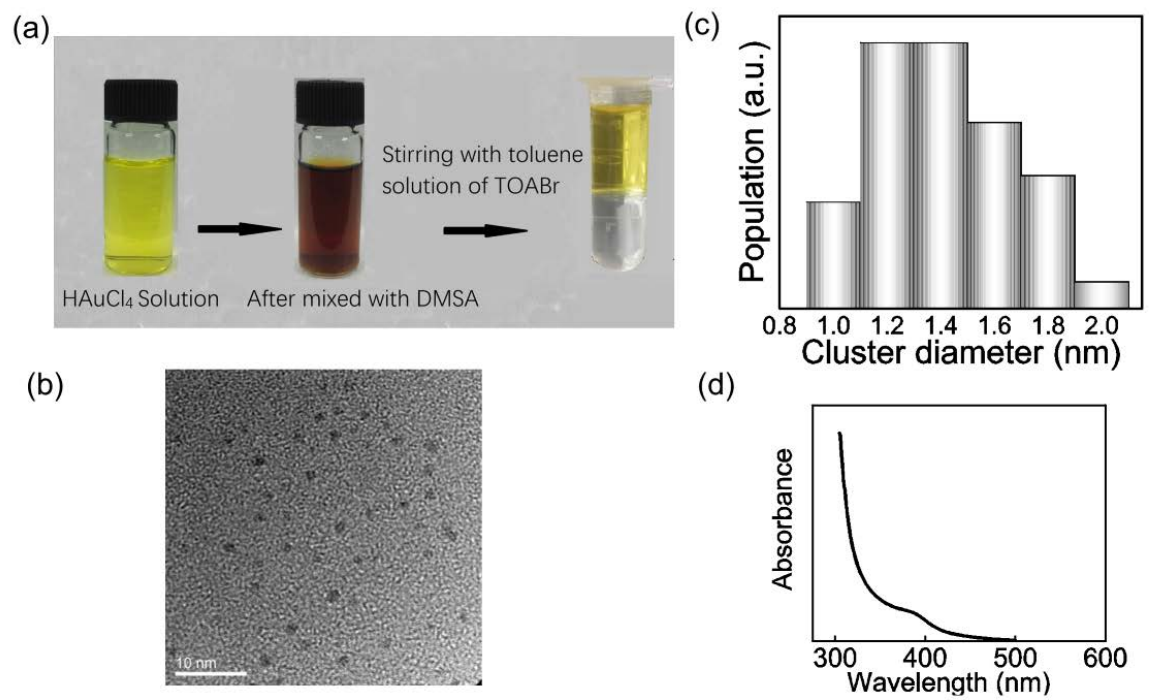 (a)
HAuCl4 Solution
After mixed with DMSA
Stirring with toluene
solution of TOABr
(b)
10 nm
(c)
Population (a.u.)
0.8 1.0 1.2 1.4 1.6 1.8 2.0
Cluster diameter (nm)
(d)
Absorbance
300 400 500 600
Wavelength (nm)